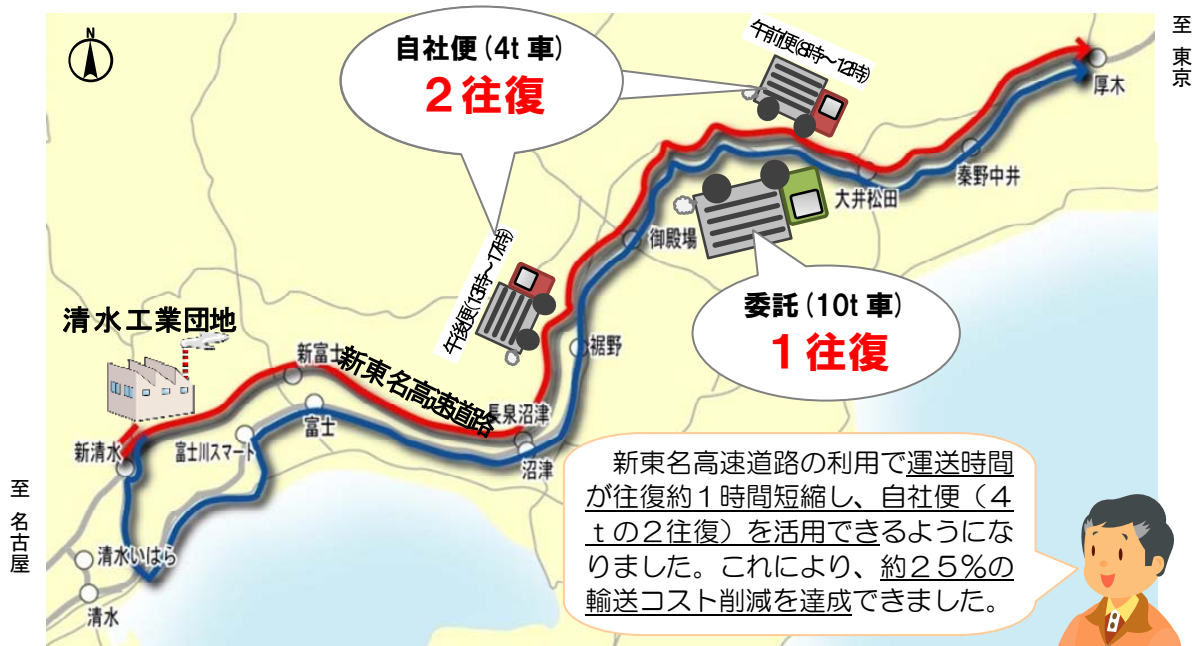 N
至 東京
自社便(4t 車)
２往復
午前便(8時～12時)
厚木
秦野中井
大井松田
御殿場
午後便(13時～17時)
委託(10t 車)
１往復
清水工業団地
裾野
新富士
新東名高速道路
長泉沼津
富士
沼津
新清水
富士川スマート
至 名古屋
清水いはら
清水
新東名高速道路の利用で運送時間
が往復約１時間短縮し、自社便（４
ｔの２往復）を活用できるようにな
りました。これにより、約２５％の
輸送コスト削減を達成できました。